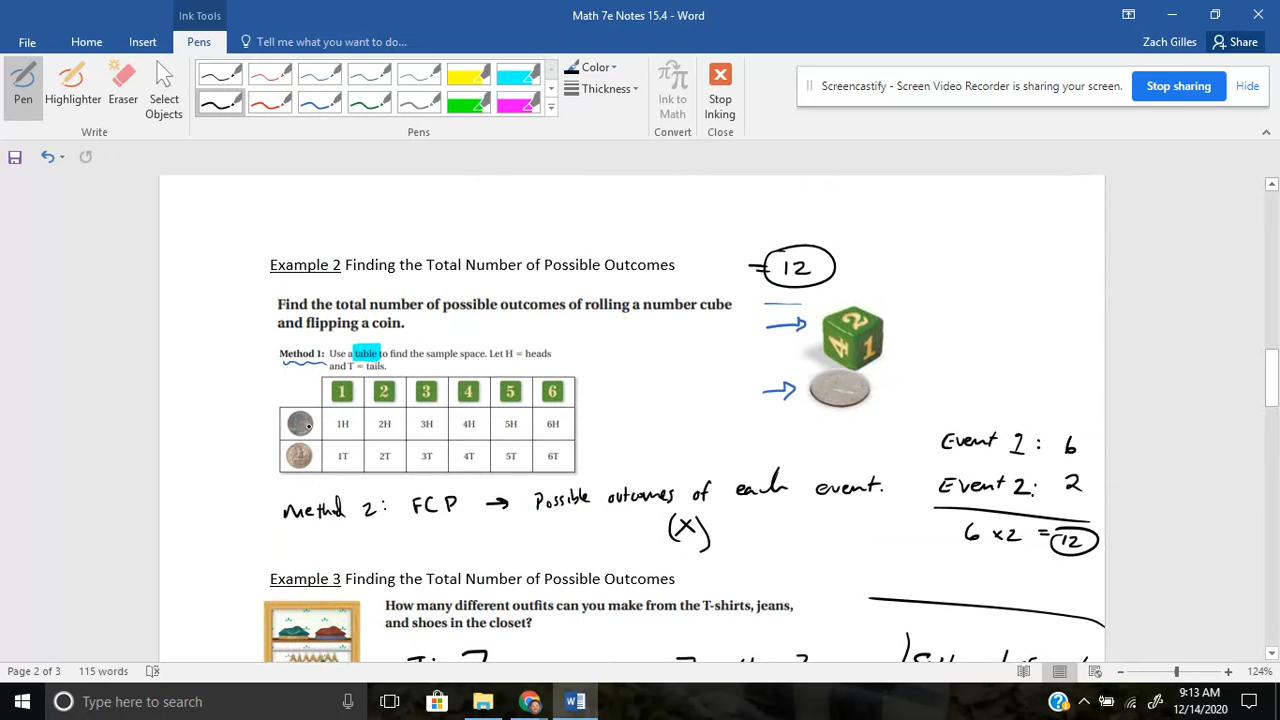 Ink Tools
Math 7e Notes 15.4 - Word
File Home Insert Pens Tell me what you want to do... Zach Gilles Share
Pen Highlighter Eraser Select Objects
Color
Thickness
Ink to Math
Stop Inking
Write Pens Convert Close
Screencastify - Screen Video Recorder is sharing your screen. Stop sharing Hide
Example 2 Finding the Total Number of Possible Outcomes
= 12
Find the total number of possible outcomes of rolling a number cube
and flipping a coin.
Method 1: Use a table to find the sample space. Let H = heads
and T = tails.
2 4 1
1 2 3 4 5 6
1H 2H 3H 4H 5H 6H
1T 2T 3T 4T 5T 6T
Event 1: 6
Event 2: 2
6 x 2 = 12
Method 2: FCP → Possible outcomes of each event.
(X)
Example 3 Finding the Total Number of Possible Outcomes
How many different outfits can you make from the T-shirts, jeans,
and shoes in the closet?
Page 2 of 3 115 words 124%
Type here to search
9:13 AM
12/14/2020